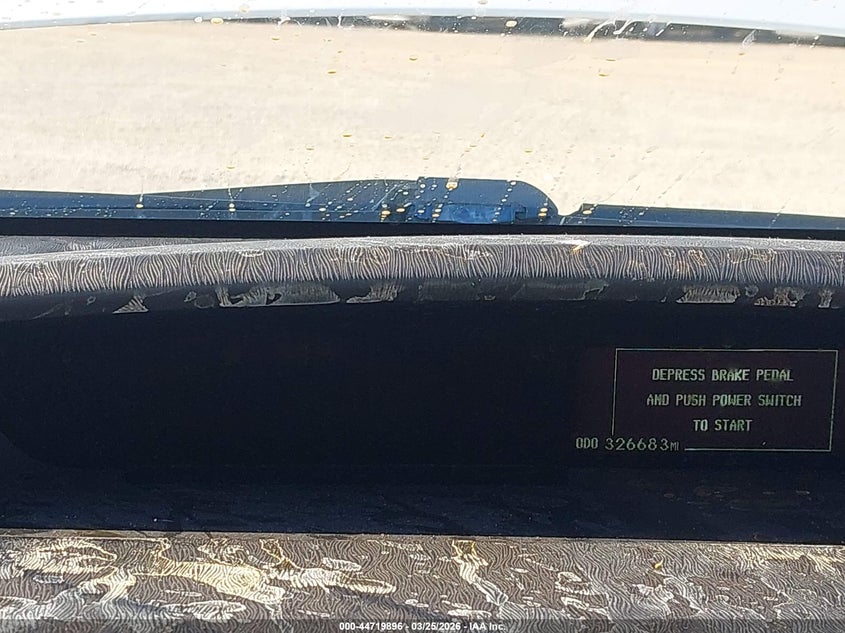 DEPRESS BRAKE PEDAL
AND PUSH POWER SWITCH
TO START
ODO 326683MI
000-44719896 - 03/25/2026 - IAA Inc.